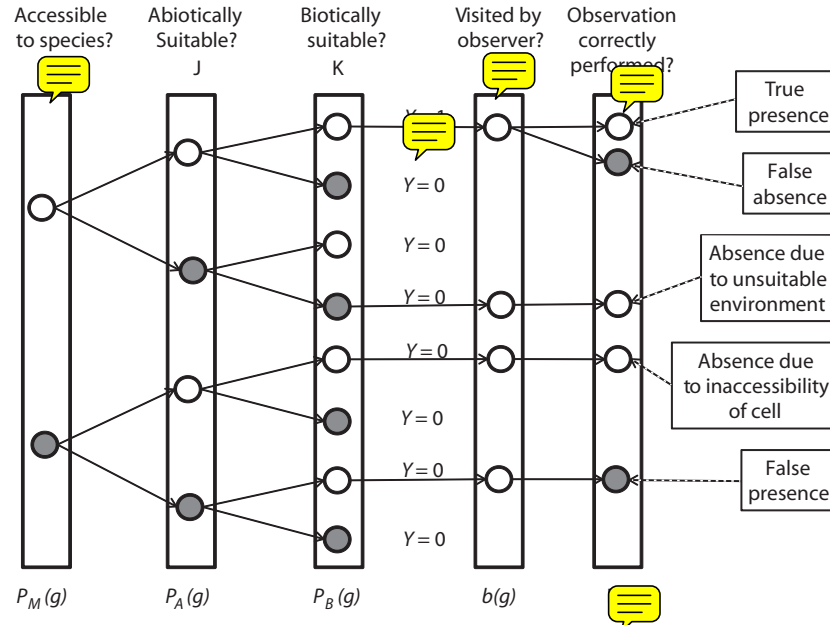 Accessible
to species?
Abiotically
Suitable?
J
Biotically
suitable?
K
Visited by
observer?
Observation
correctly
performed?
True
presence
False
absence
Y = 0
Y = 0
Absence due
to unsuitable
environment
Y = 0
Y = 0
Absence due
to inaccessibility
of cell
Y = 0
Y = 0
False
presence
Y = 0
P_M(g)
P_A(g)
P_B(g)
b(g)